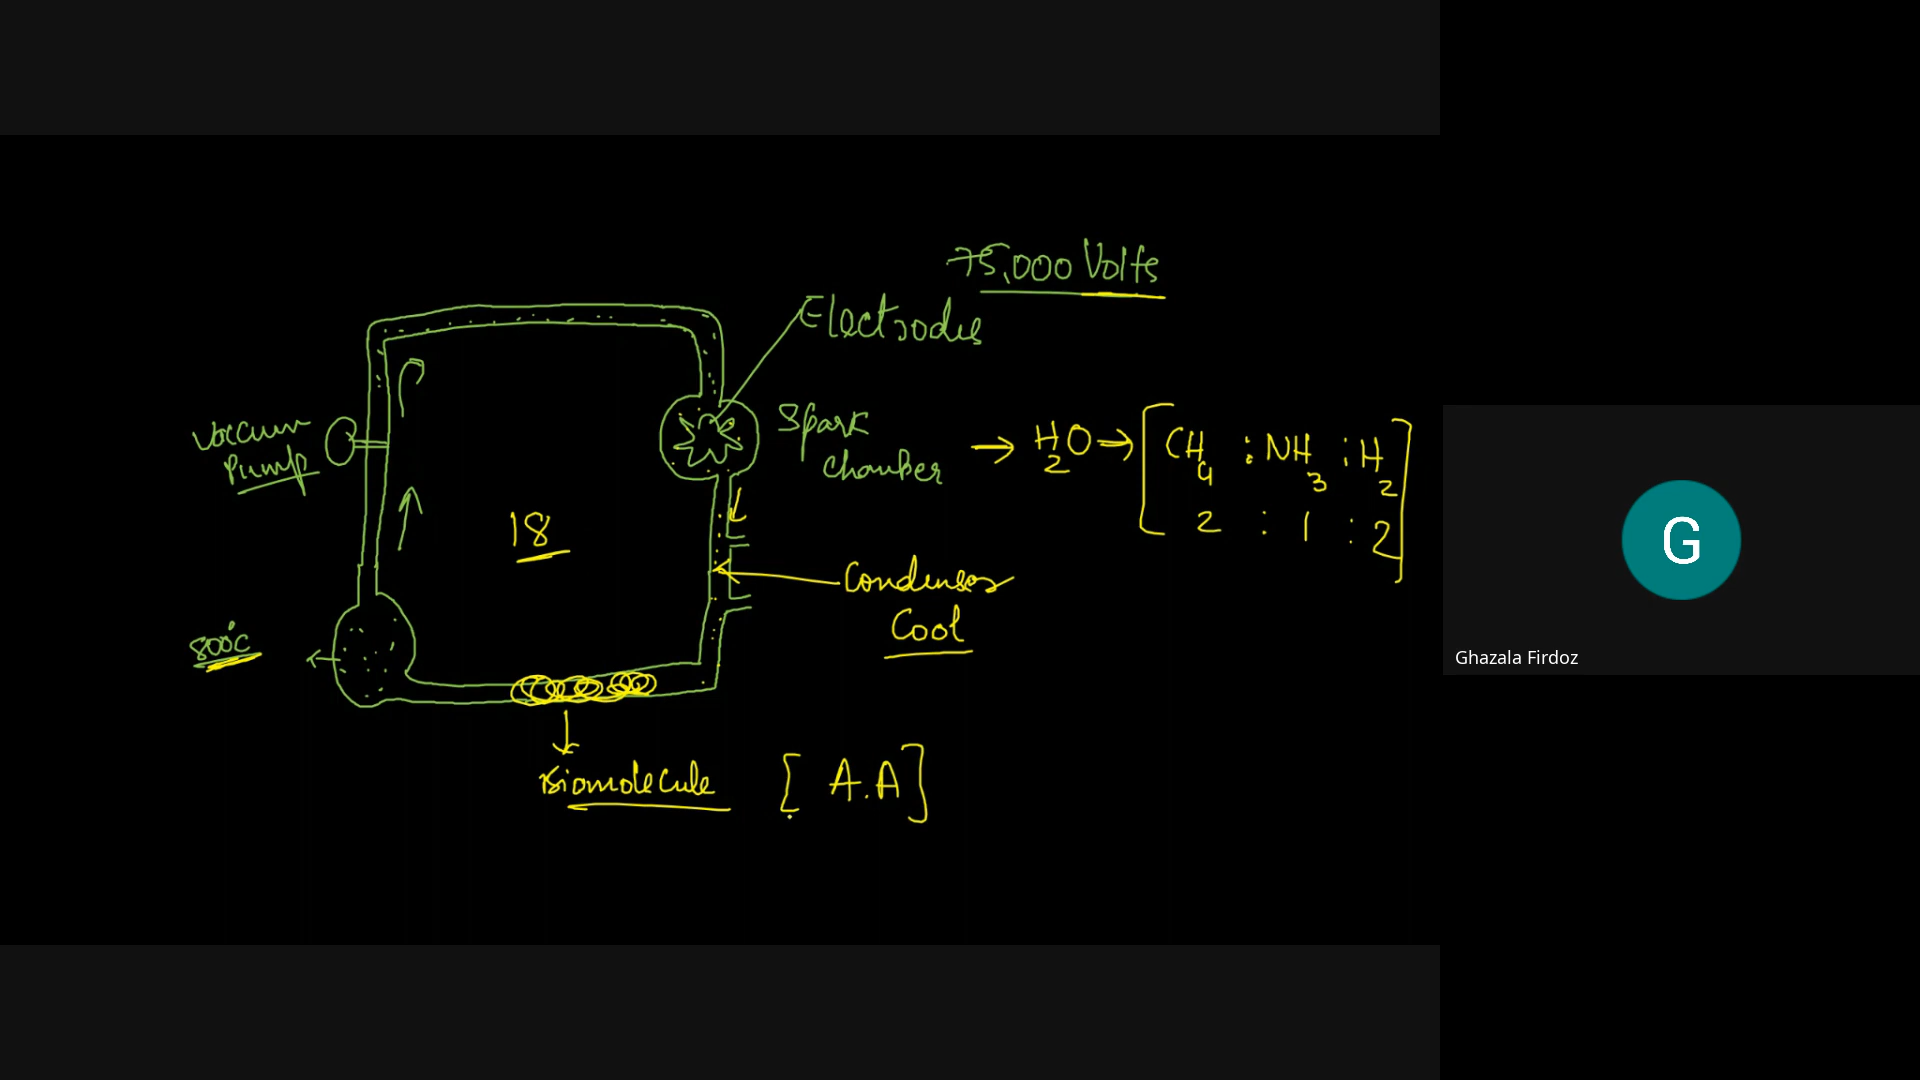 75,000 Volts
Electrodes
Vaccum
Pump
Spark
chamber
→ H2O → [CH4 : NH3 : H2]
2 : 1 : 2
18
Condensor
Cool
800°C
Biomolecule [A.A]
G
Ghazala Firdoz